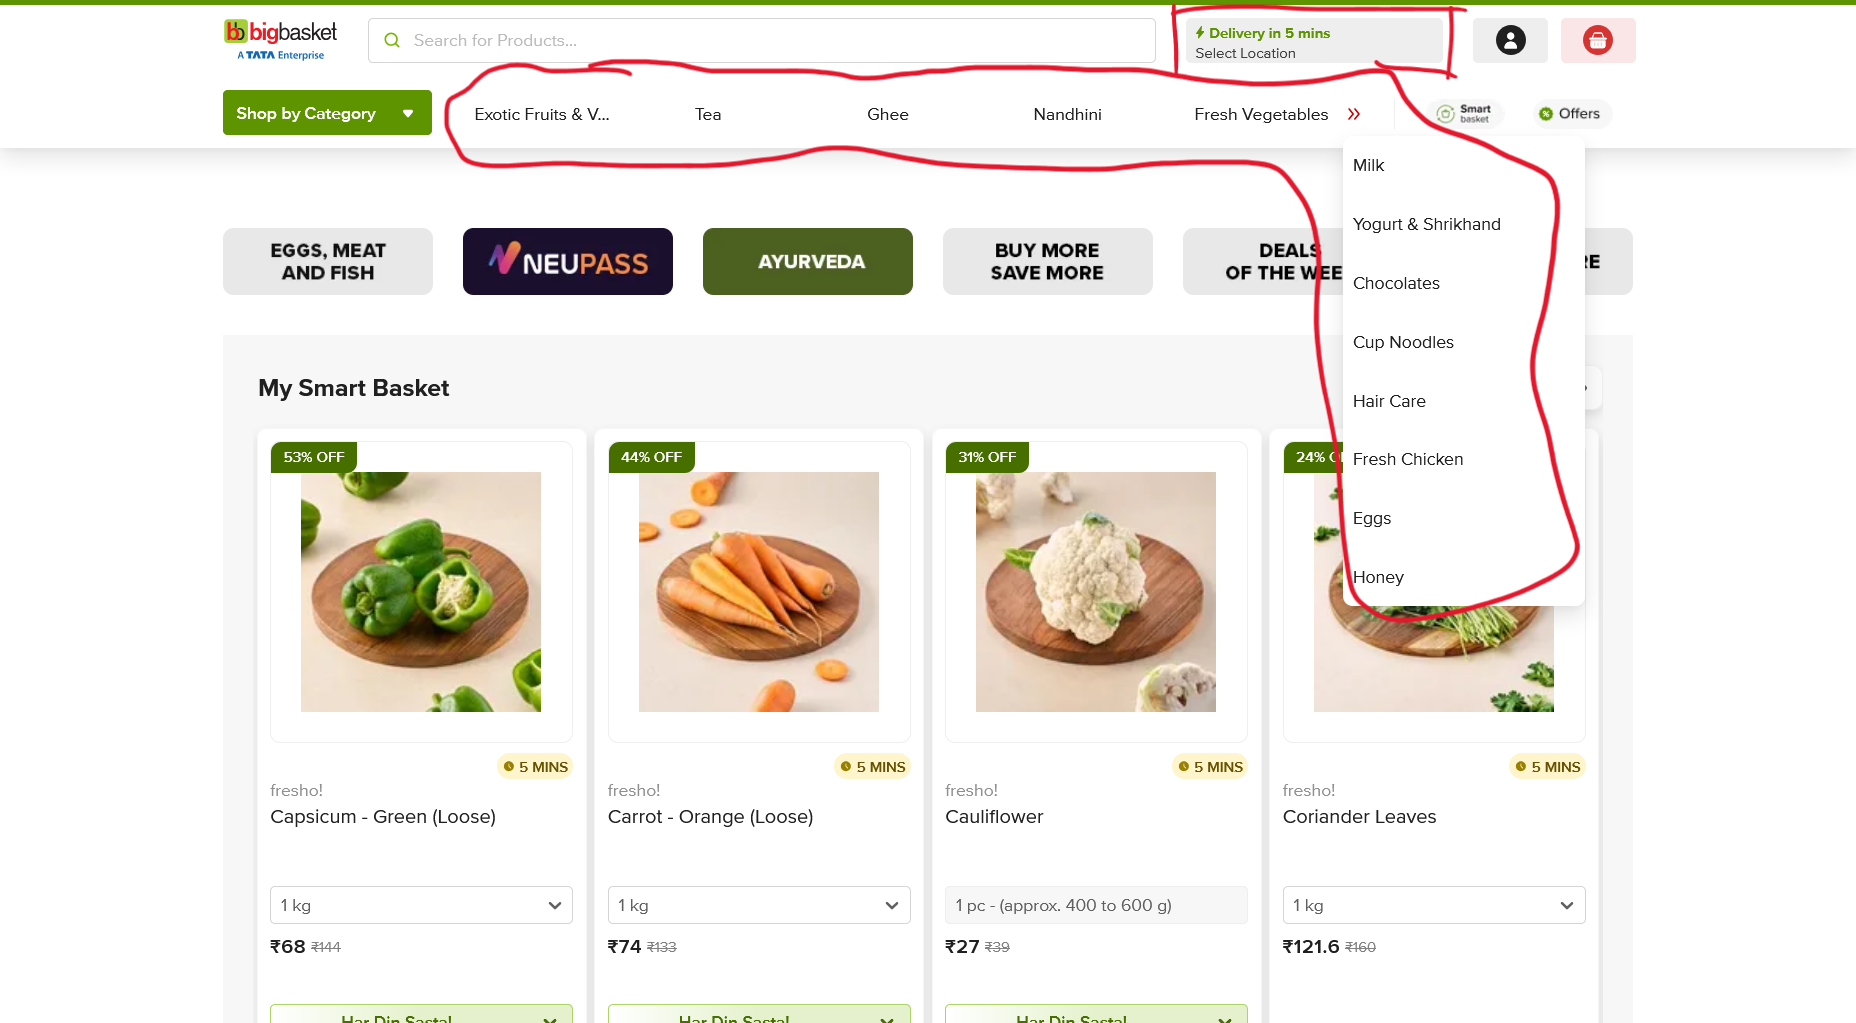 bb bigbasket
A TATA Enterprise
Search for Products...
Delivery in 5 mins
Select Location
Shop by Category
Exotic Fruits & V...
Tea
Ghee
Nandhini
Fresh Vegetables
Smart
basket
Offers
Milk
Yogurt & Shrikhand
Chocolates
Cup Noodles
Hair Care
Fresh Chicken
Eggs
Honey
EGGS, MEAT
AND FISH
NEUPASS
AYURVEDA
BUY MORE
SAVE MORE
DEALS
OF THE WEE
RE
My Smart Basket
53% OFF
44% OFF
31% OFF
24% O
5 MINS
5 MINS
5 MINS
5 MINS
fresho!
Capsicum - Green (Loose)
fresho!
Carrot - Orange (Loose)
fresho!
Cauliflower
fresho!
Coriander Leaves
1 kg
1 kg
1 pc - (approx. 400 to 600 g)
1 kg
₹68 ₹144
₹74 ₹133
₹27 ₹39
₹121.6 ₹160
Har Din Sasta!
Har Din Sasta!
Har Din Sasta!